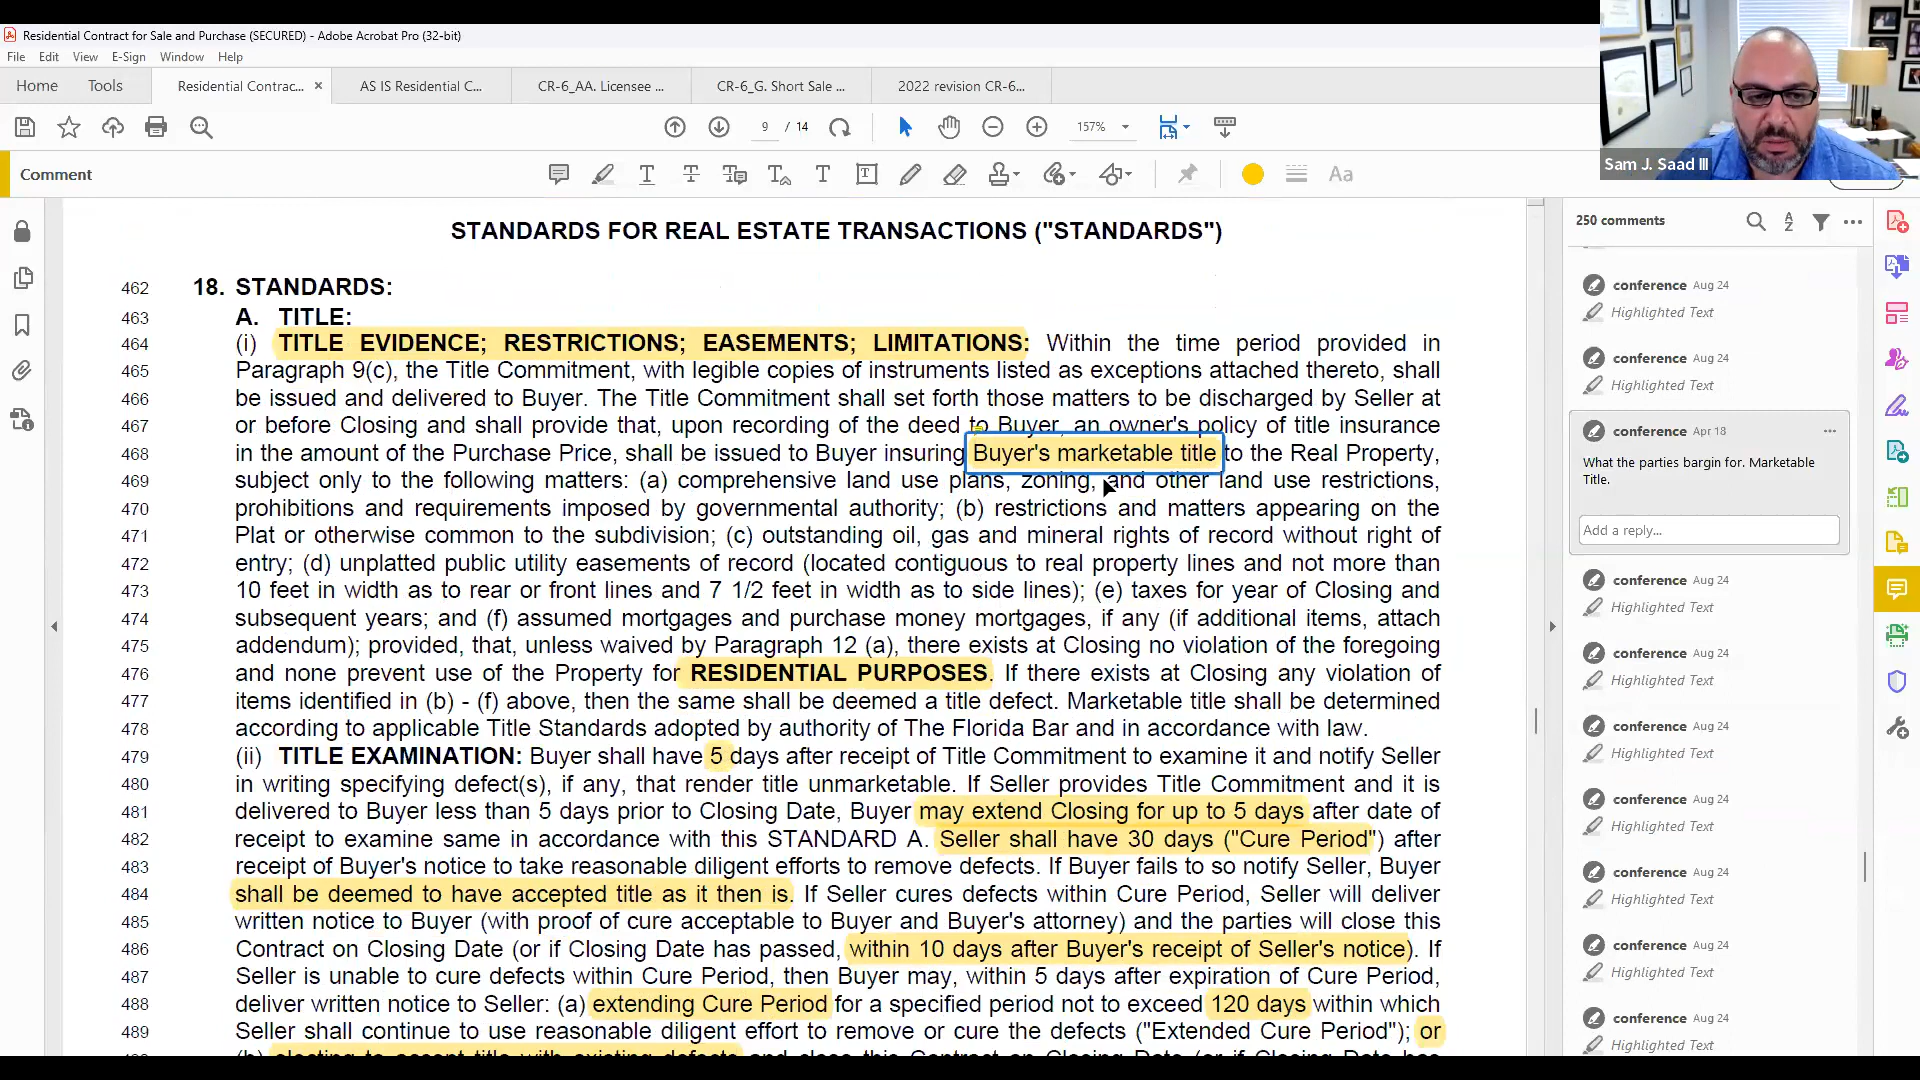 Residential Contract for Sale and Purchase (SECURED) - Adobe Acrobat Pro (32-bit)
File Edit View Window Help
Home Tools Residential Contrac... × AS IS Residential C... CR-6_AA. Licensee ... CR-6_G. Short Sale ... 2022 revision CR-6...
9 / 14 157%
Sam J. Saad III
Comment
Aa
250 comments
STANDARDS FOR REAL ESTATE TRANSACTIONS ("STANDARDS")
462 18. STANDARDS:
463 A. TITLE:
464 (i) TITLE EVIDENCE; RESTRICTIONS; EASEMENTS; LIMITATIONS: Within the time period provided in
465 Paragraph 9(c), the Title Commitment, with legible copies of instruments listed as exceptions attached thereto, shall
466 be issued and delivered to Buyer. The Title Commitment shall set forth those matters to be discharged by Seller at
467 or before Closing and shall provide that, upon recording of the deed to Buyer, an owner's policy of title insurance
468 in the amount of the Purchase Price, shall be issued to Buyer insuring Buyer's marketable title to the Real Property,
469 subject only to the following matters: (a) comprehensive land use plans, zoning, and other land use restrictions,
470 prohibitions and requirements imposed by governmental authority; (b) restrictions and matters appearing on the
471 Plat or otherwise common to the subdivision; (c) outstanding oil, gas and mineral rights of record without right of
472 entry; (d) unplatted public utility easements of record (located contiguous to real property lines and not more than
473 10 feet in width as to rear or front lines and 7 1/2 feet in width as to side lines); (e) taxes for year of Closing and
474 subsequent years; and (f) assumed mortgages and purchase money mortgages, if any (if additional items, attach
475 addendum); provided, that, unless waived by Paragraph 12 (a), there exists at Closing no violation of the foregoing
476 and none prevent use of the Property for RESIDENTIAL PURPOSES. If there exists at Closing any violation of
477 items identified in (b) - (f) above, then the same shall be deemed a title defect. Marketable title shall be determined
478 according to applicable Title Standards adopted by authority of The Florida Bar and in accordance with law.
479 (ii) TITLE EXAMINATION: Buyer shall have 5 days after receipt of Title Commitment to examine it and notify Seller
480 in writing specifying defect(s), if any, that render title unmarketable. If Seller provides Title Commitment and it is
481 delivered to Buyer less than 5 days prior to Closing Date, Buyer may extend Closing for up to 5 days after date of
482 receipt to examine same in accordance with this STANDARD A. Seller shall have 30 days ("Cure Period") after
483 receipt of Buyer's notice to take reasonable diligent efforts to remove defects. If Buyer fails to so notify Seller, Buyer
484 shall be deemed to have accepted title as it then is. If Seller cures defects within Cure Period, Seller will deliver
485 written notice to Buyer (with proof of cure acceptable to Buyer and Buyer's attorney) and the parties will close this
486 Contract on Closing Date (or if Closing Date has passed, within 10 days after Buyer's receipt of Seller's notice). If
487 Seller is unable to cure defects within Cure Period, then Buyer may, within 5 days after expiration of Cure Period,
488 deliver written notice to Seller: (a) extending Cure Period for a specified period not to exceed 120 days within which
489 Seller shall continue to use reasonable diligent effort to remove or cure the defects ("Extended Cure Period"); or
conference Aug 24
Highlighted Text
conference Aug 24
Highlighted Text
conference Apr 18
What the parties bargin for. Marketable
Title.
Add a reply...
conference Aug 24
Highlighted Text
conference Aug 24
Highlighted Text
conference Aug 24
Highlighted Text
conference Aug 24
Highlighted Text
conference Aug 24
Highlighted Text
conference Aug 24
Highlighted Text
conference Aug 24
Highlighted Text